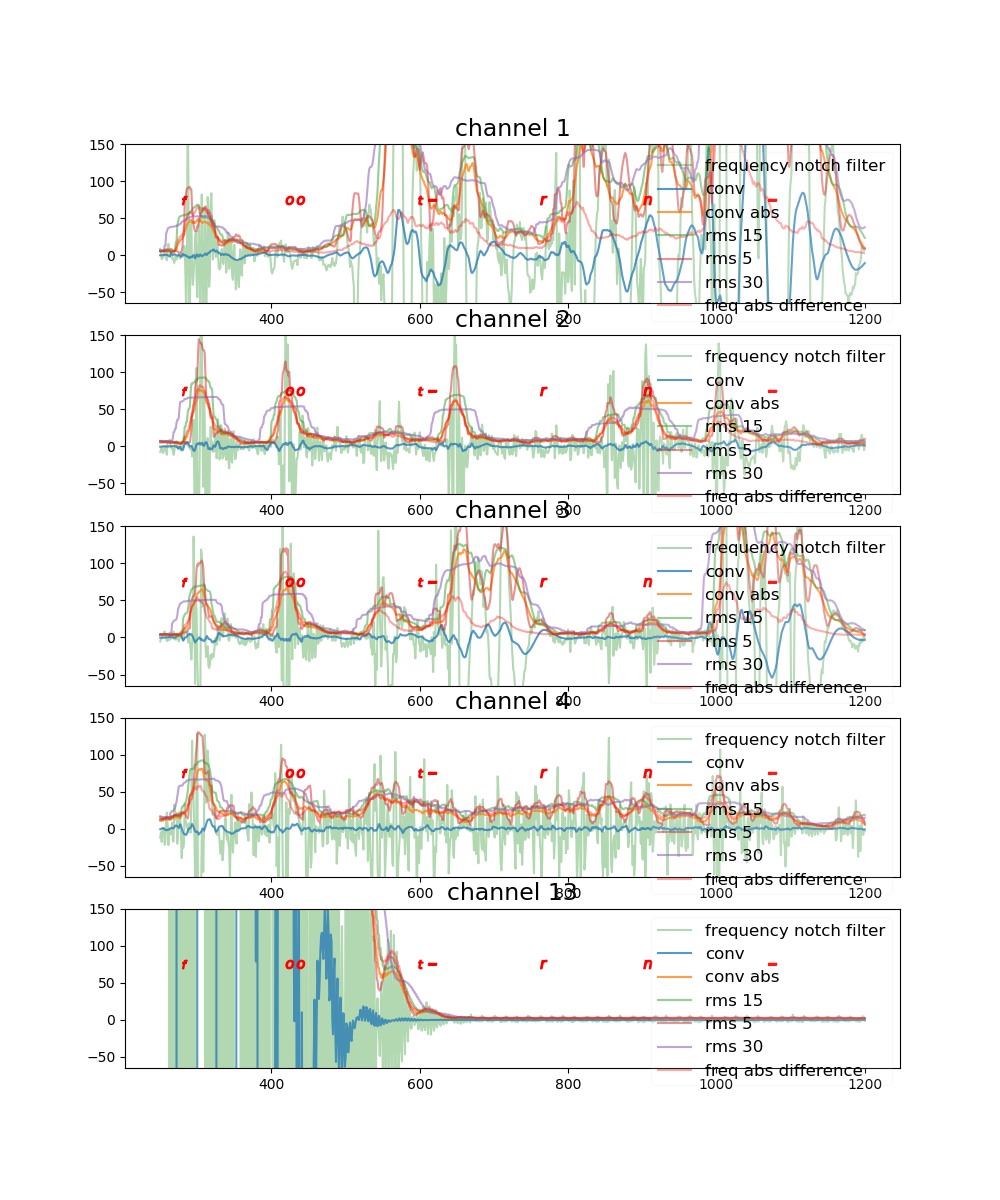 channel 1
150
100
50
0
−50
f oo t- r n -
frequency notch filter
conv
conv abs
rms 15
rms 5
rms 30
freq abs difference
400 600 800 1000 1200
channel 2
150
100
50
0
−50
f oo t- r n -
frequency notch filter
conv
conv abs
rms 15
rms 5
rms 30
freq abs difference
400 600 800 1000 1200
channel 3
150
100
50
0
−50
f oo t- r n -
frequency notch filter
conv
conv abs
rms 15
rms 5
rms 30
freq abs difference
400 600 800 1000 1200
channel 4
150
100
50
0
−50
f oo t- r n -
frequency notch filter
conv
conv abs
rms 15
rms 5
rms 30
freq abs difference
400 600 800 1000 1200
channel 13
150
100
50
0
−50
f oo t- r n -
frequency notch filter
conv
conv abs
rms 15
rms 5
rms 30
freq abs difference
400 600 800 1000 1200